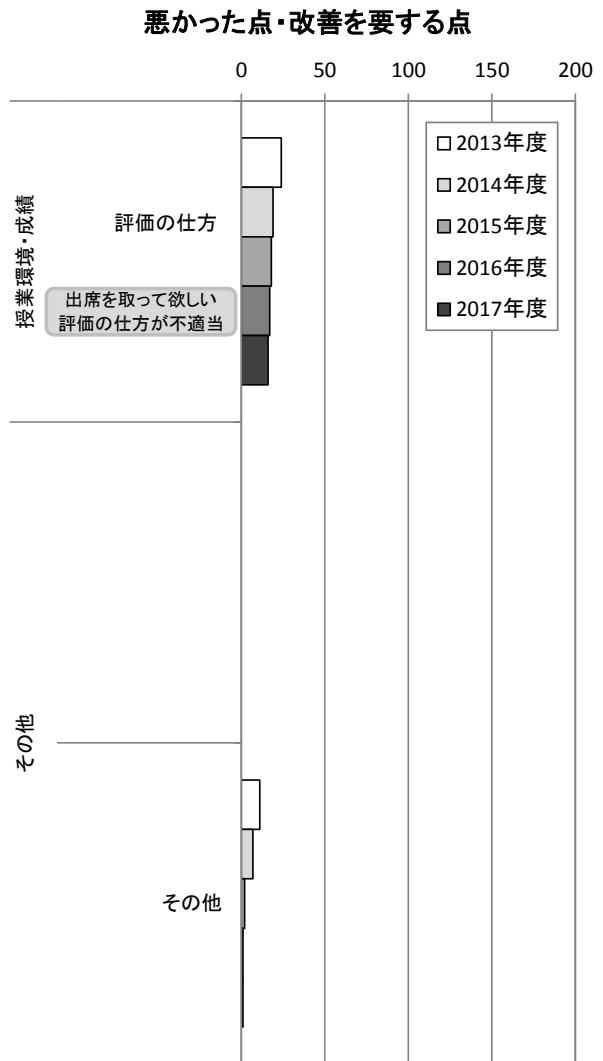 悪かった点・改善を要する点
0 50 100 150 200
2013年度
2014年度
2015年度
2016年度
2017年度
授業環境・成績
評価の仕方
出席を取って欲しい
評価の仕方が不適当
その他
その他